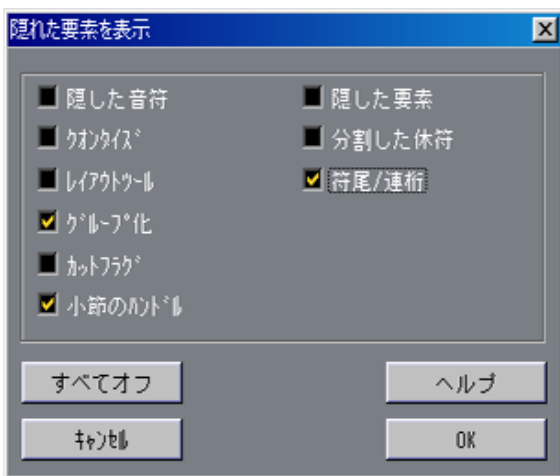 隠れた要素を表示
隠した音符
ｸｵﾝﾀｲｽﾞ
ﾚｲｱｳﾄﾂｰﾙ
ｸﾞﾙｰﾌﾟ化
ｶｯﾄﾌﾗｸﾞ
小節のﾊﾝﾄﾞﾙ
隠した要素
分割した休符
符尾/連桁
すべてオフ
ヘルプ
ｷｬﾝｾﾙ
OK